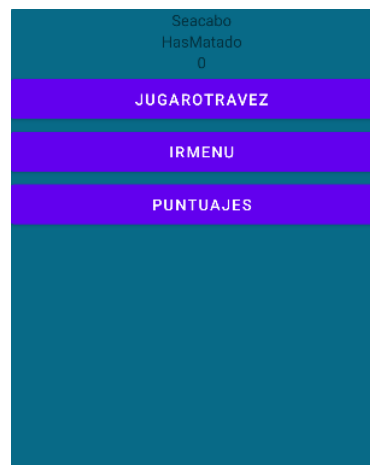 Seacabo
HasMatado
0
JUGAROTRAVEZ
IRMENU
PUNTUAJES